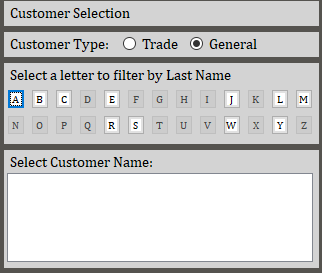 Customer Selection
Customer Type: Trade General
Select a letter to filter by Last Name
A B C D E F G H I J K L M
N O P Q R S T U V W X Y Z
Select Customer Name: